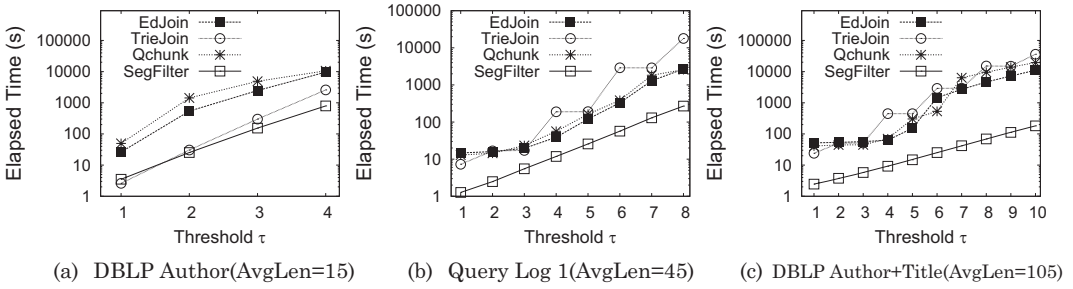 EdJoin
TrieJoin
Qchunk
SegFilter
Elapsed Time (s)
100000
10000
1000
100
10
1
1 2 3 4
Threshold τ
(a) DBLP Author(AvgLen=15)
EdJoin
TrieJoin
Qchunk
SegFilter
Elapsed Time (s)
100000
10000
1000
100
10
1
1 2 3 4 5 6 7 8
Threshold τ
(b) Query Log 1(AvgLen=45)
EdJoin
TrieJoin
Qchunk
SegFilter
Elapsed Time (s)
100000
10000
1000
100
10
1
1 2 3 4 5 6 7 8 9 10
Threshold τ
(c) DBLP Author+Title(AvgLen=105)